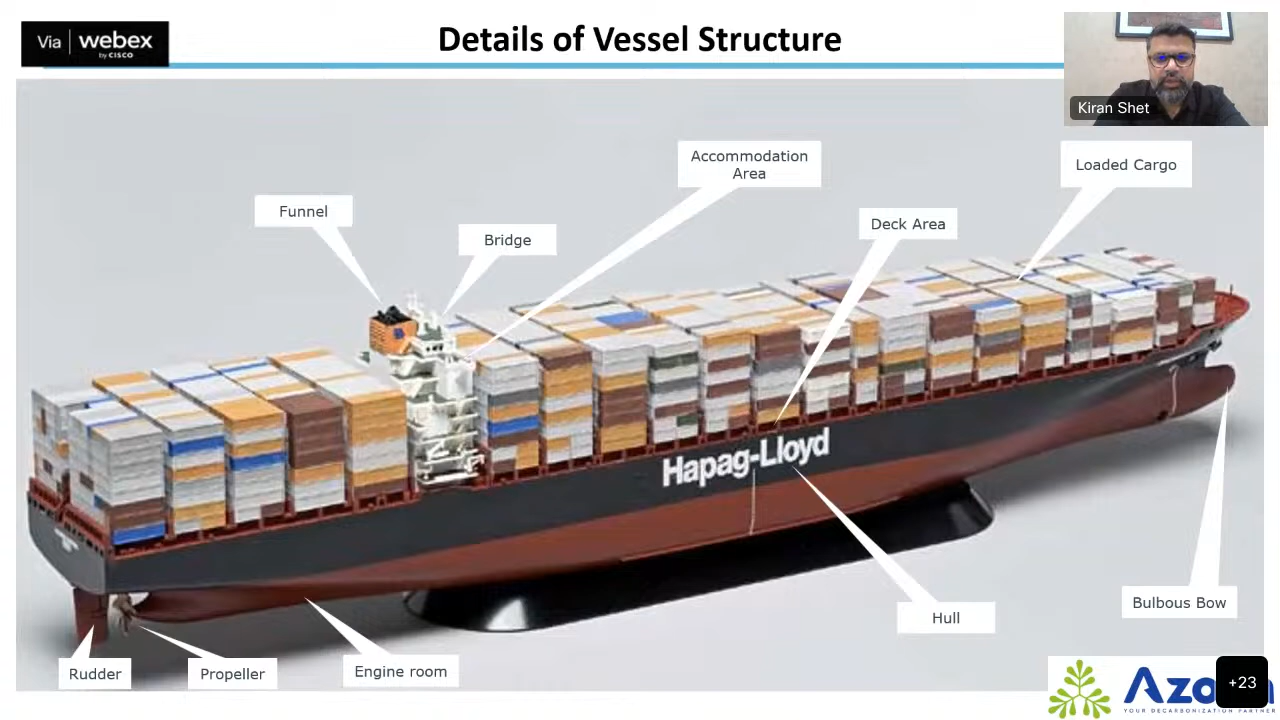 Via | webex
by CISCO
Details of Vessel Structure
Kiran Shet
Accommodation
Area
Loaded Cargo
Funnel
Deck Area
Bridge
Hapag-Lloyd
Bulbous Bow
Hull
Rudder
Propeller
Engine room
+23
YOUR DECARBONIZATION PARTNER